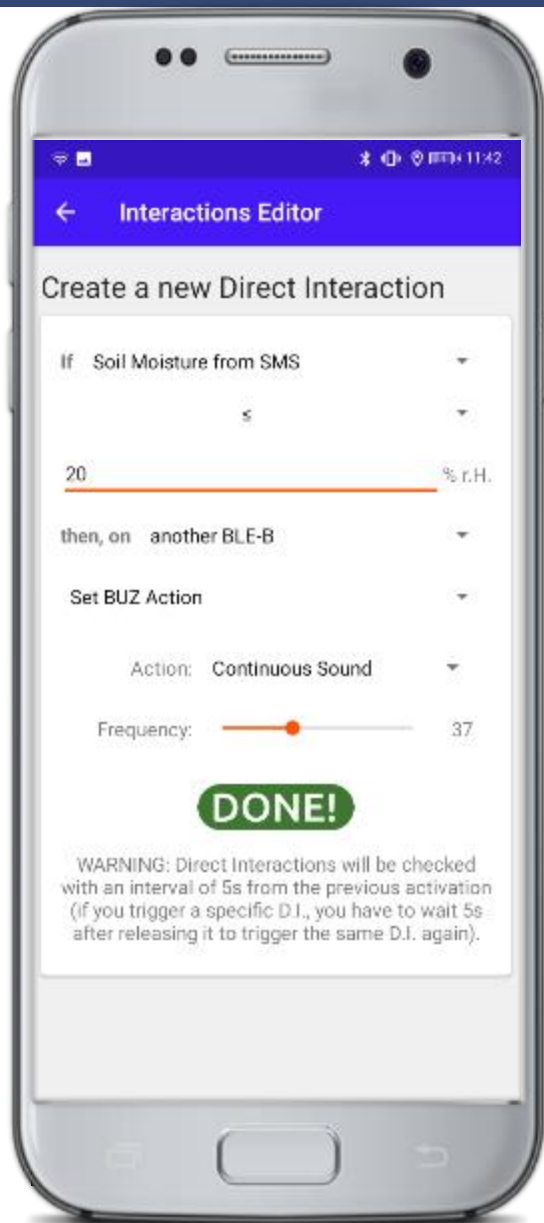 11:42
Interactions Editor
Create a new Direct Interaction
If Soil Moisture from SMS
≤
20 % r.H.
then, on another BLE-B
Set BUZ Action
Action: Continuous Sound
Frequency: 37
DONE!
WARNING: Direct Interactions will be checked
with an interval of 5s from the previous activation
(if you trigger a specific D.I., you have to wait 5s
after releasing it to trigger the same D.I. again).